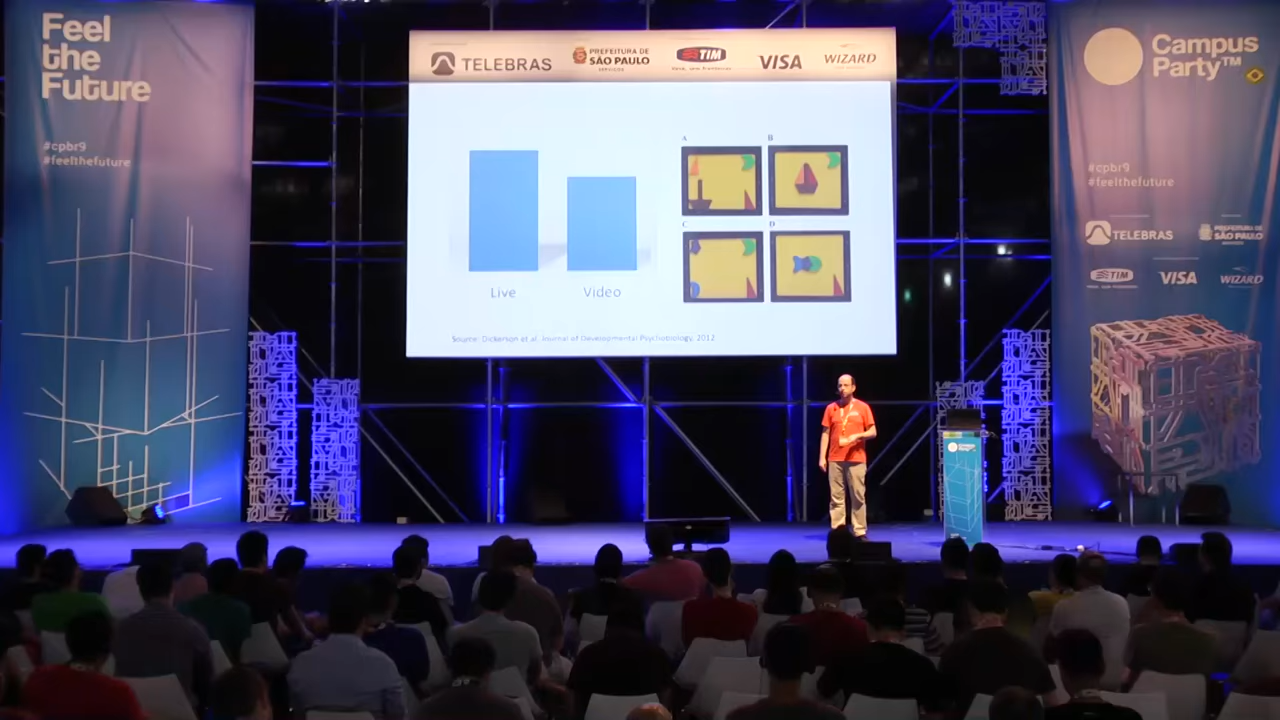 Feel
the
Future
#cpbr9
#feelthefuture
TELEBRAS
PREFEITURA DE
SÃO PAULO
TIM
VISA
WIZARD
A
B
C
D
Live
Video
Source: Dickerson et al. Journal of Developmental Psychobiology, 2012
Campus
Party™
#cpbr9
#feelthefuture
TELEBRAS
PREFEITURA DE
SÃO PAULO
TIM
VISA
WIZARD